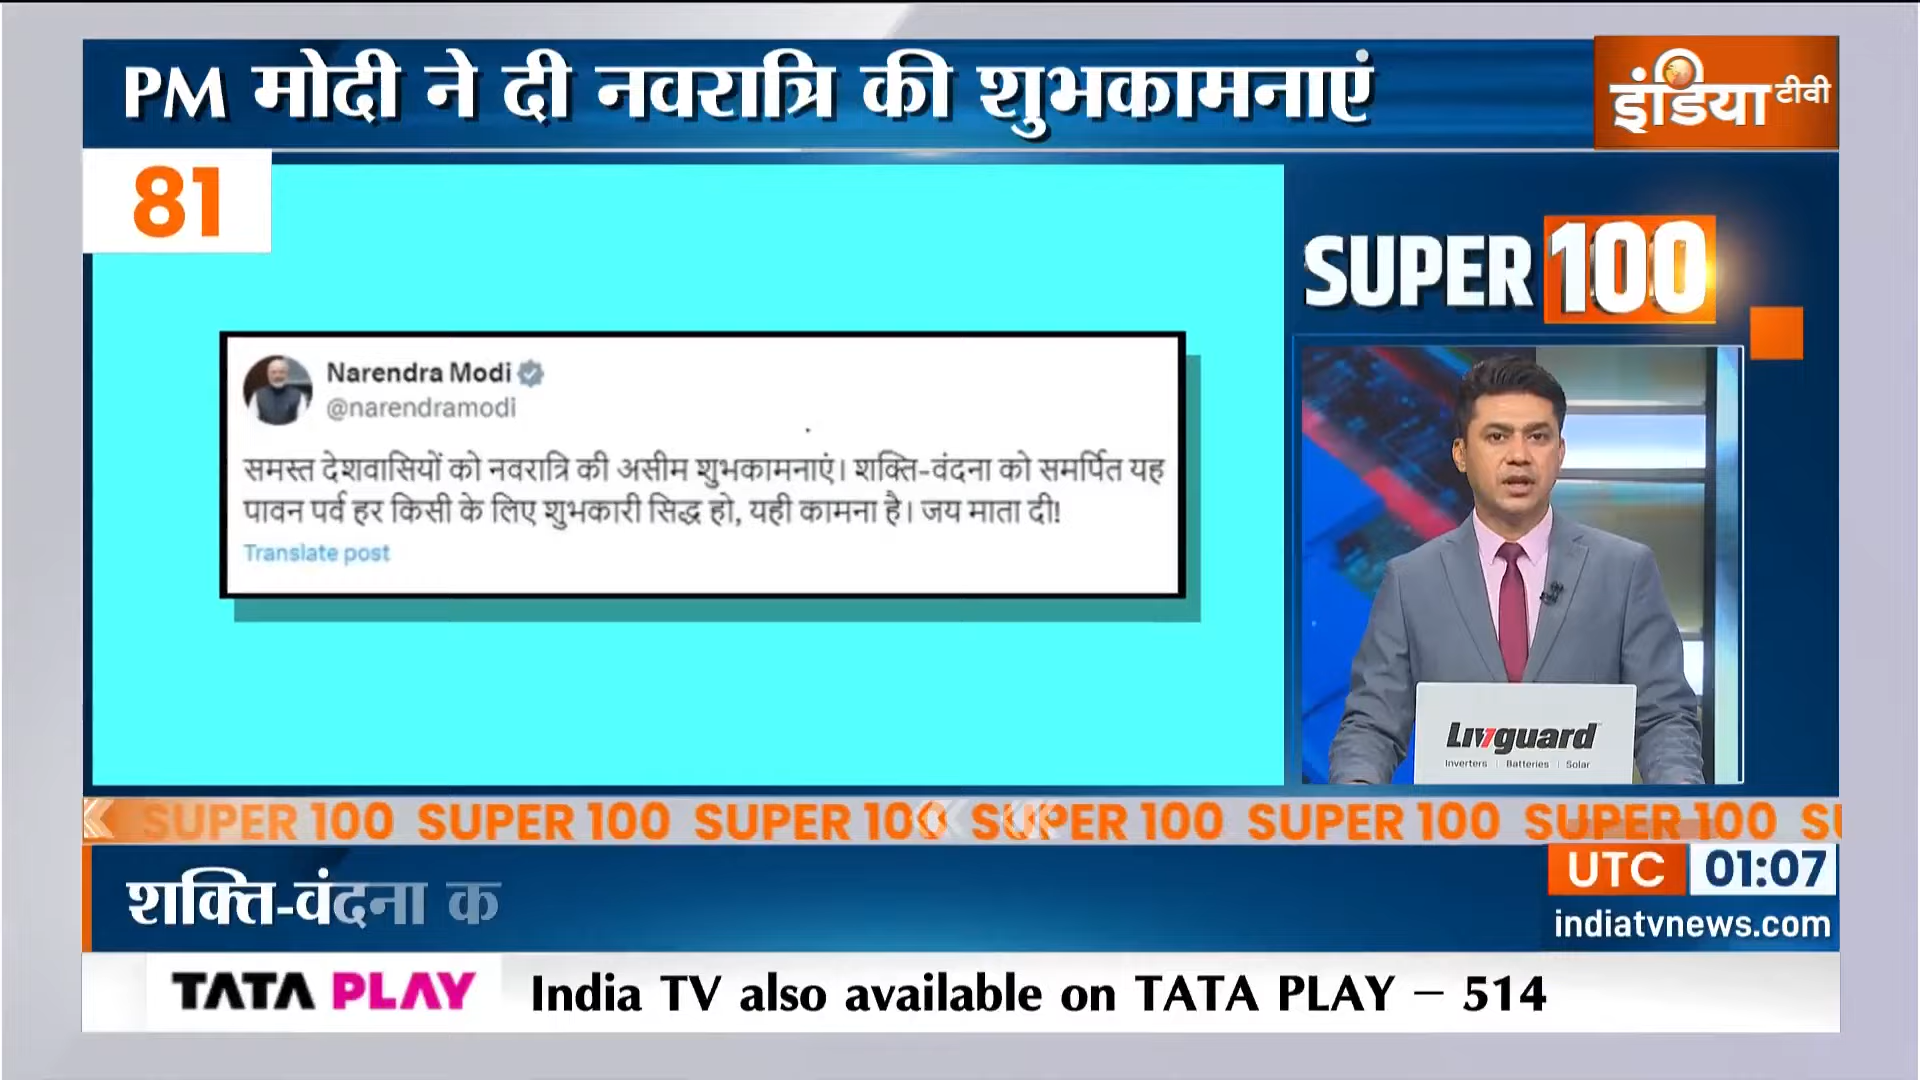 PM मोदी ने दी नवरात्रि की शुभकामनाएं
इंडिया टीवी
81
SUPER 100
Narendra Modi
@narendramodi
समस्त देशवासियों को नवरात्रि की असीम शुभकामनाएं। शक्ति-वंदना को समर्पित यह
पावन पर्व हर किसी के लिए शुभकारी सिद्ध हो, यही कामना है। जय माता दी!
Translate post
Livguard
Inverters | Batteries | Solar
SUPER 100 SUPER 100 SUPER 100 SUPER 100 SUPER 100 SUPER 100 SU
शक्ति-वंदना क
UTC 01:07
indiatvnews.com
TATA PLAY India TV also available on TATA PLAY – 514